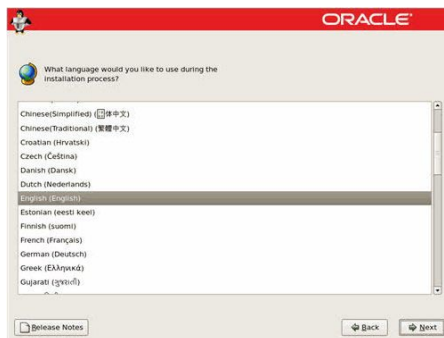 ORACLE
What language would you like to use during the
installation process?
Chinese(Simplified) (简体中文)
Chinese(Traditional) (繁體中文)
Croatian (Hrvatski)
Czech (Čeština)
Danish (Dansk)
Dutch (Nederlands)
English (English)
Estonian (eesti keel)
Finnish (suomi)
French (Français)
German (Deutsch)
Greek (Ελληνικά)
Gujarati (ગુજરાતી)
Release Notes
Back
Next